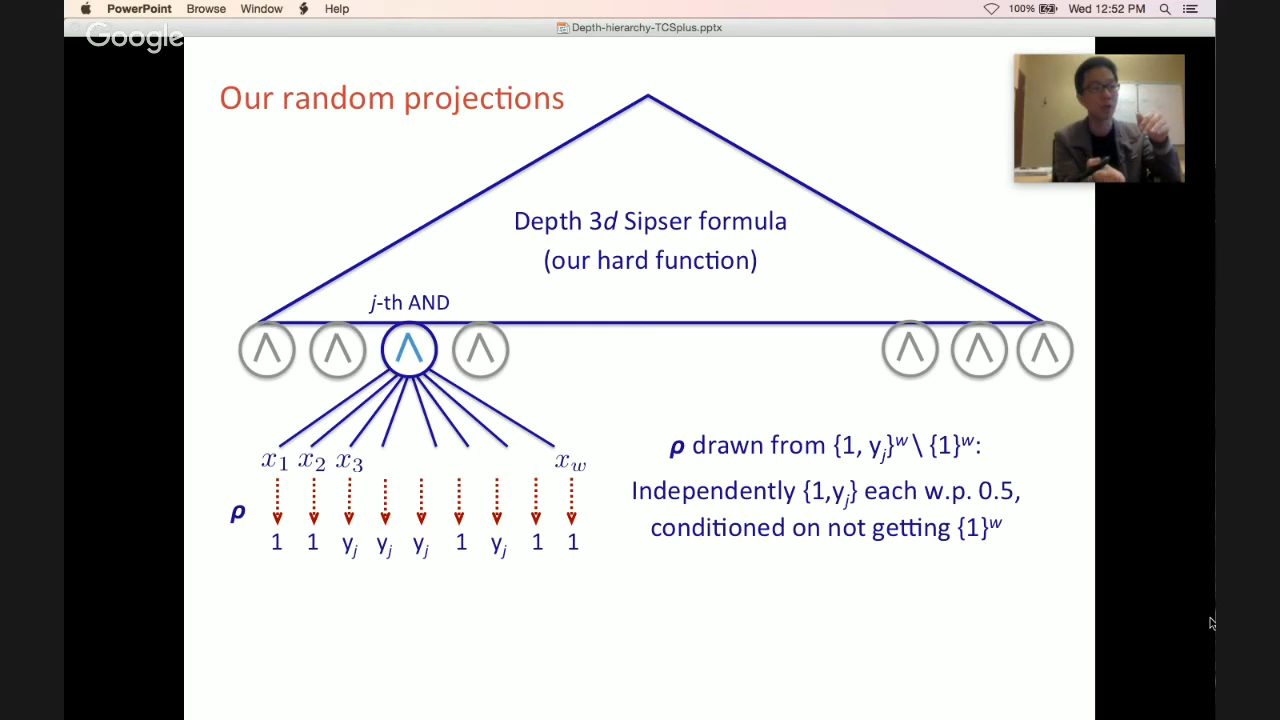 PowerPoint Browse Window Help 100% Wed 12:52 PM
Depth-hierarchy-TCSplus.pptx
Google
Our random projections
Depth 3d Sipser formula
(our hard function)
j-th AND
∧ ∧ ∧ ∧ ∧ ∧ ∧
x₁ x₂ x₃ x_w
ρ
1 1 yⱼ yⱼ yⱼ 1 yⱼ 1 1
ρ drawn from {1, yⱼ}ʷ \ {1}ʷ:
Independently {1,yⱼ} each w.p. 0.5,
conditioned on not getting {1}ʷ